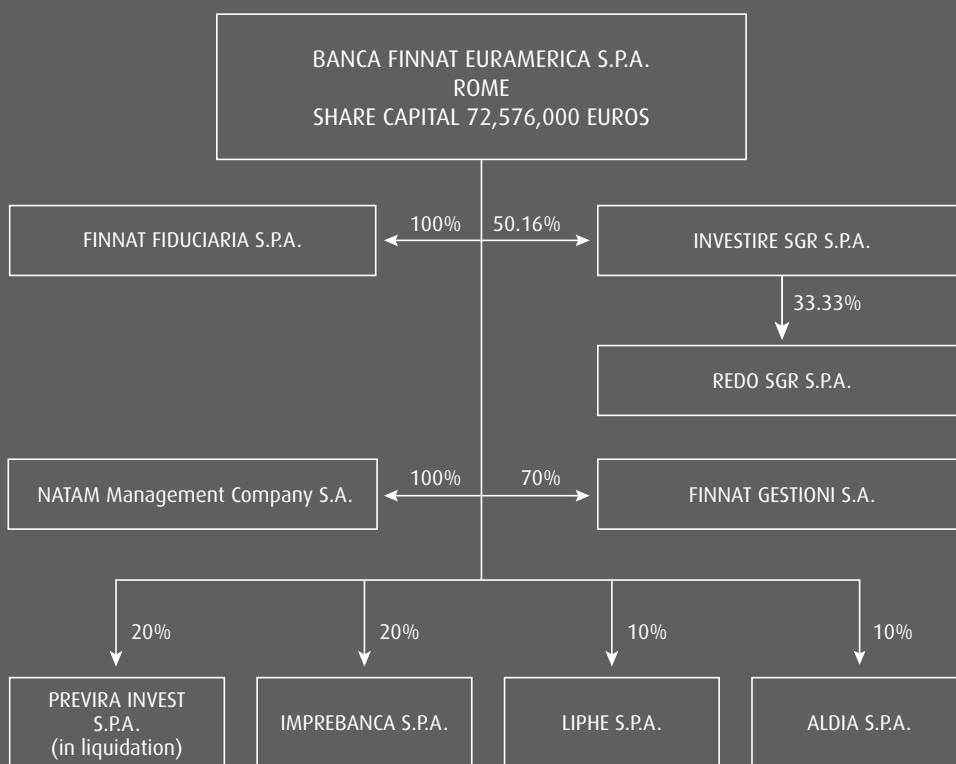 BANCA FINNAT EURAMERICA S.P.A.
ROME
SHARE CAPITAL 72,576,000 EUROS
FINNAT FIDUCIARIA S.P.A.
100%
50.16%
INVESTIRE SGR S.P.A.
33.33%
REDO SGR S.P.A.
NATAM Management Company S.A.
100%
70%
FINNAT GESTIONI S.A.
20%
20%
10%
10%
PREVIRA INVEST
S.P.A.
(in liquidation)
IMPREBANCA S.P.A.
LIPHE S.P.A.
ALDIA S.P.A.